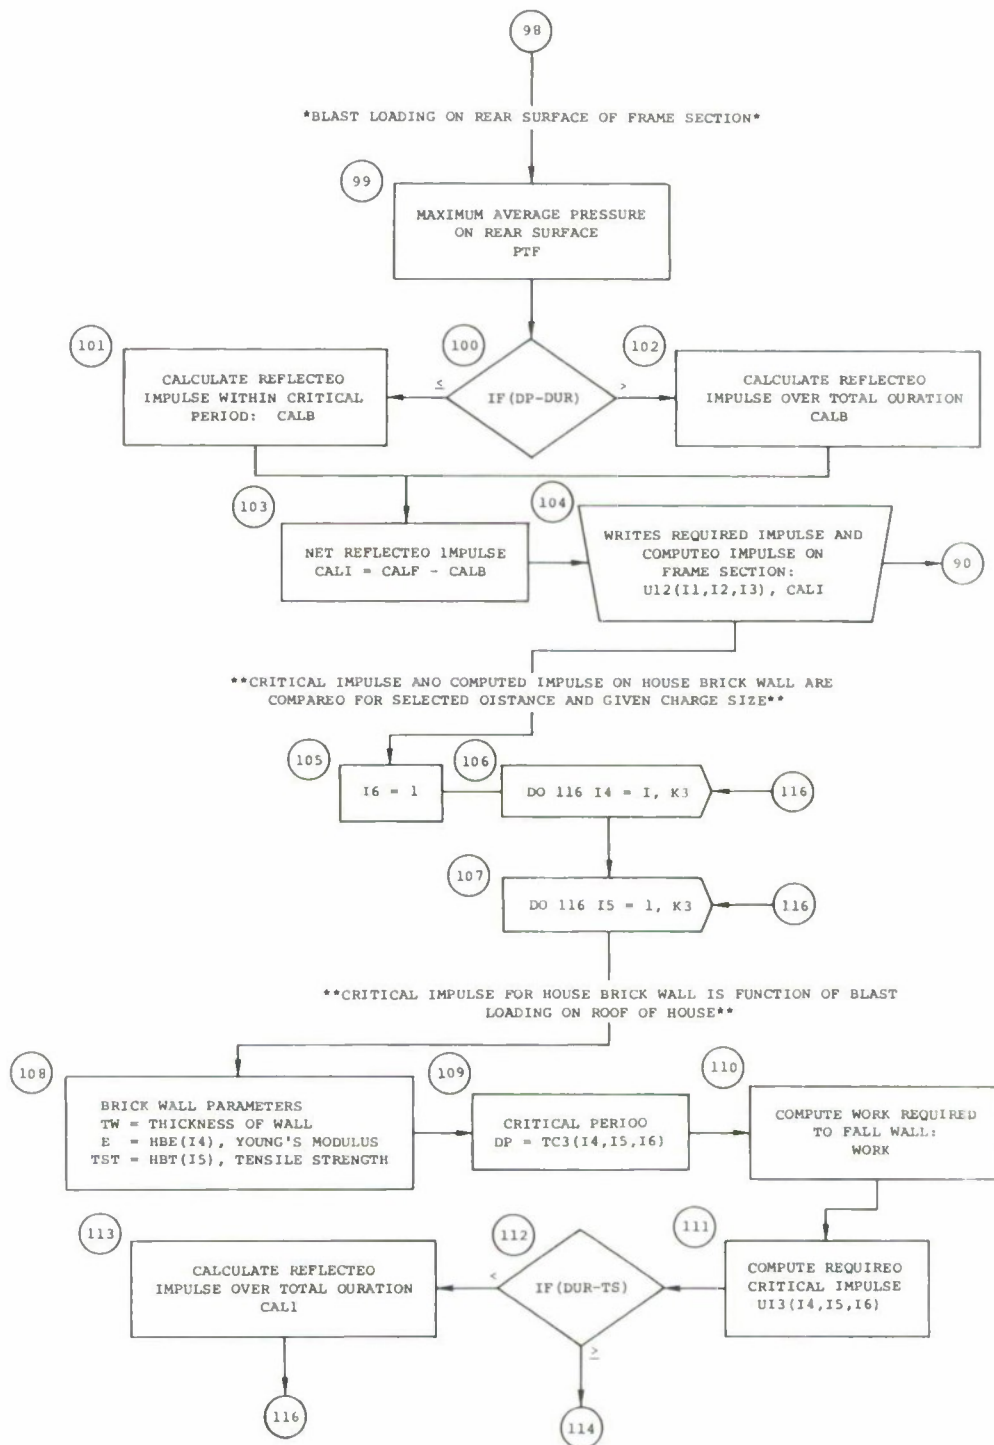 98
*BLAST LOADING ON REAR SURFACE OF FRAME SECTION*
99
MAXIMUM AVERAGE PRESSURE
ON REAR SURFACE
PTF
101
100
102
CALCULATE REFLECTEO
IMPULSE WITHIN CRITICAL
PERIOD: CALB
≤
IF(DP-DUR)
>
CALCULATE REFLECTEO
IMPULSE OVER TOTAL OURATION
CALB
103
104
NET REFLECTEO IMPULSE
CALI = CALF - CALB
WRITES REQUIRED IMPULSE AND
COMPUTEO IMPULSE ON
FRAME SECTION:
U12(I1,I2,I3), CALI
90
**CRITICAL IMPULSE ANO COMPUTED IMPULSE ON HOUSE BRICK WALL ARE
COMPAREO FOR SELECTED OISTANCE AND GIVEN CHARGE SIZE**
105
106
I6 = 1
DO 116 I4 = I, K3
116
107
DO 116 I5 = 1, K3
116
**CRITICAL IMPULSE FOR HOUSE BRICK WALL IS FUNCTION OF BLAST
LOADING ON ROOF OF HOUSE**
108
109
110
BRICK WALL PARAMETERS
TW = THICKNESS OF WALL
E = HBE(I4), YOUNG'S MODULUS
TST = HBT(I5), TENSILE STRENGTH
CRITICAL PERIOO
DP = TC3(I4,I5,I6)
COMPUTE WORK REQUIRED
TO FALL WALL:
WORK
113
112
111
CALCULATE REFLECTEO
IMPULSE OVER TOTAL OURATION
CAL1
<
IF(DUR-TS)
≥
COMPUTE REQUIREO
CRITICAL IMPULSE
UI3(I4,I5,I6)
116
114